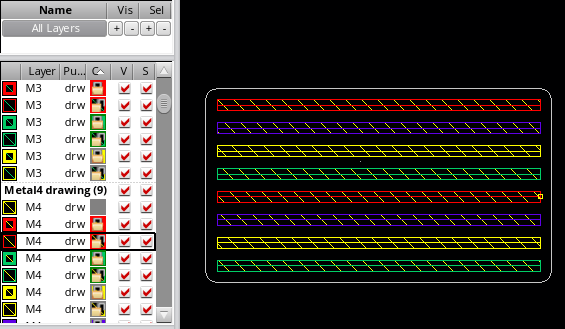 Name Vis Sel
All Layers + - + -
Layer Pu... C V S
M3 drw
M3 drw
M3 drw
M3 drw
M3 drw
M3 drw
Metal4 drawing (9)
M4 drw
M4 drw
M4 drw
M4 drw
M4 drw
M4 drw
M4 drw